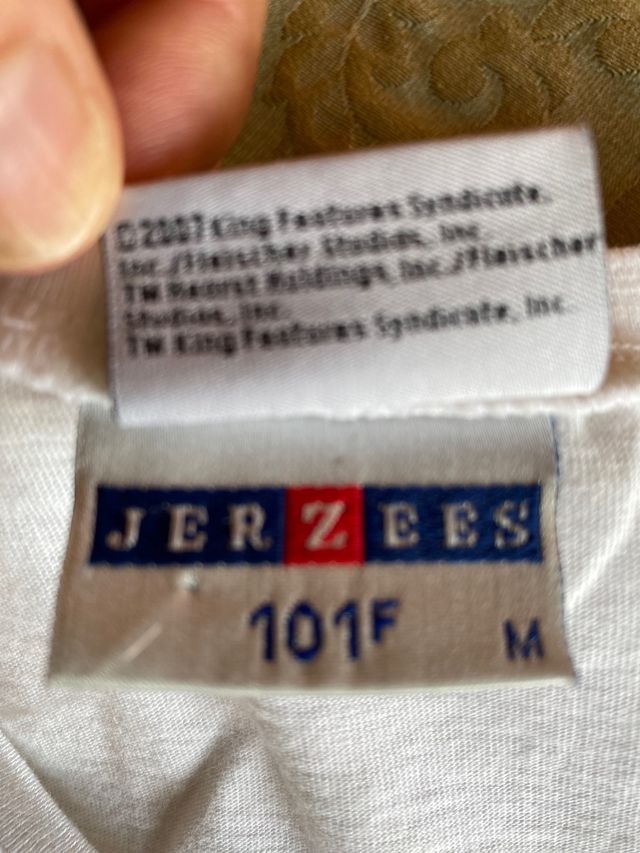 ©2007 King Features Syndicate,
Inc./Fleischer Studios, Inc.
TM Hearst Holdings, Inc./Fleischer
Studios, Inc.
TM King Features Syndicate, Inc.
JERZEES
101F
M